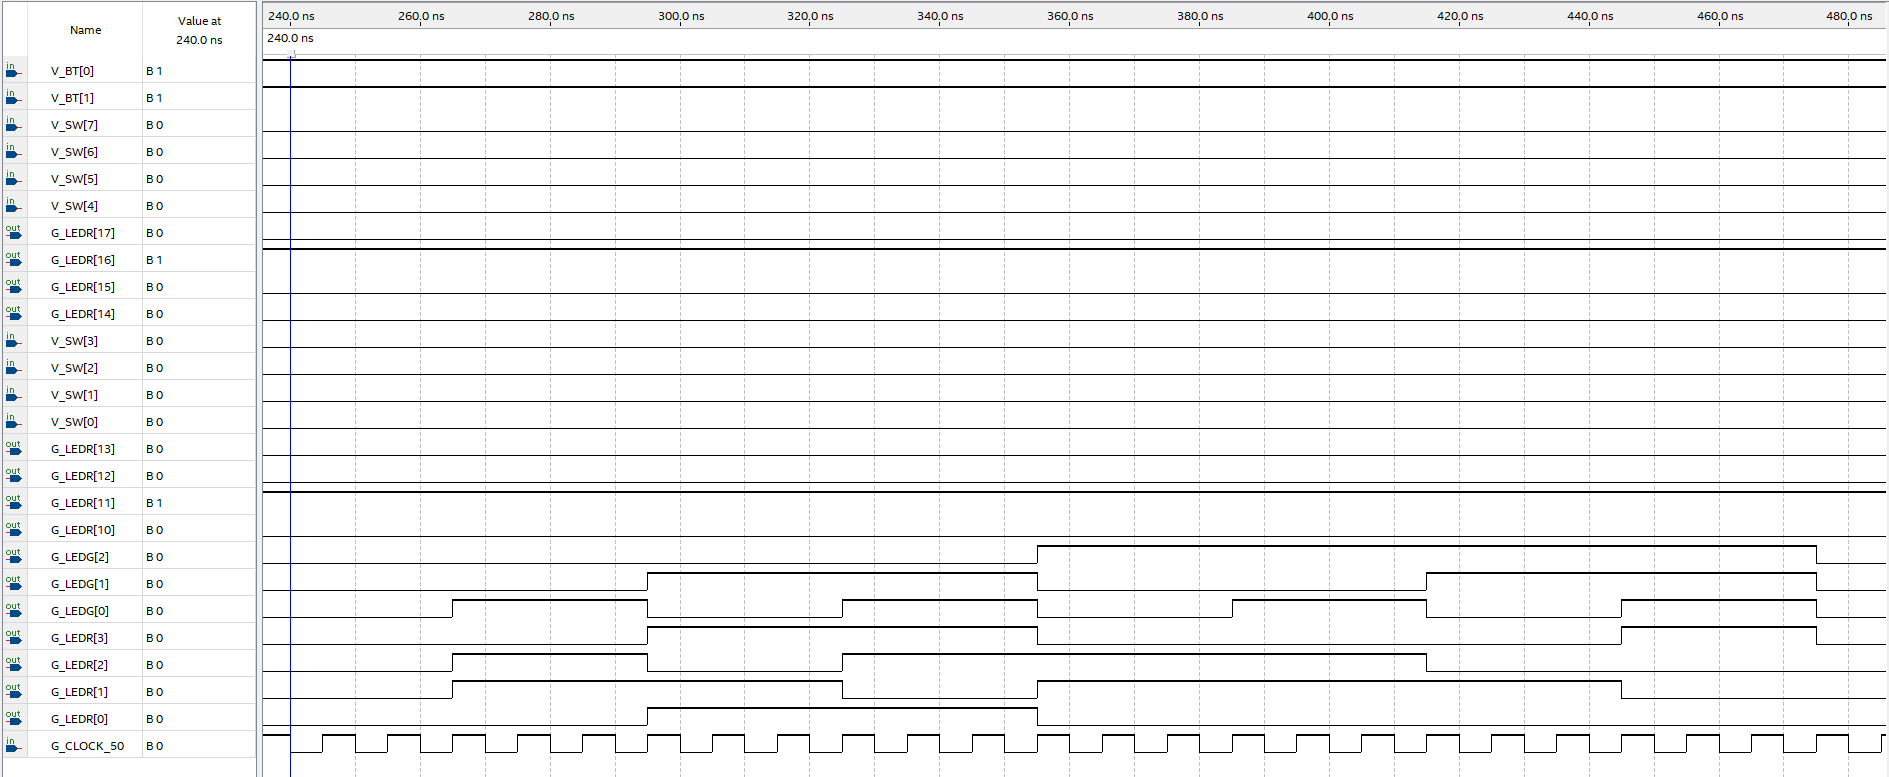 Name
Value at
240.0 ns
240.0 ns 260.0 ns 280.0 ns 300.0 ns 320.0 ns 340.0 ns 360.0 ns 380.0 ns 400.0 ns 420.0 ns 440.0 ns 460.0 ns 480.0 ns
240.0 ns
in V_BT[0] B 1
in V_BT[1] B 1
in V_SW[7] B 0
in V_SW[6] B 0
in V_SW[5] B 0
in V_SW[4] B 0
out G_LEDR[17] B 0
out G_LEDR[16] B 1
out G_LEDR[15] B 0
out G_LEDR[14] B 0
in V_SW[3] B 0
in V_SW[2] B 0
in V_SW[1] B 0
in V_SW[0] B 0
out G_LEDR[13] B 0
out G_LEDR[12] B 0
out G_LEDR[11] B 1
out G_LEDR[10] B 0
out G_LEDG[2] B 0
out G_LEDG[1] B 0
out G_LEDG[0] B 0
out G_LEDR[3] B 0
out G_LEDR[2] B 0
out G_LEDR[1] B 0
out G_LEDR[0] B 0
in G_CLOCK_50 B 0